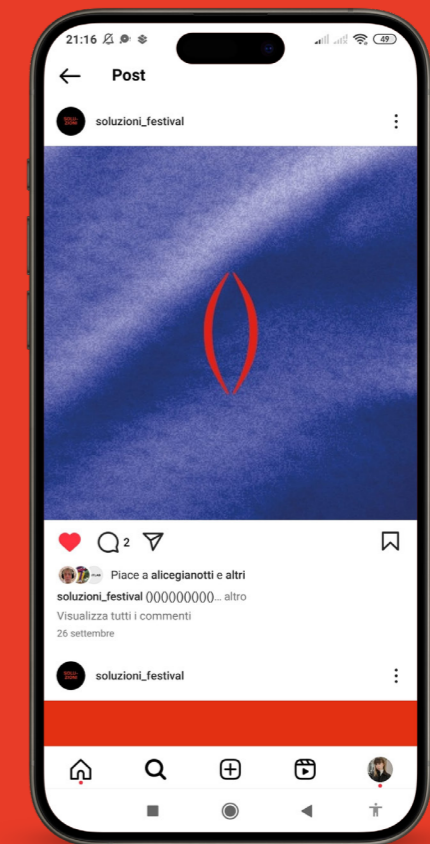 21:16
49
Post
soluzioni_festival
()
2
Piace a alicegianotti e altri
soluzioni_festival ()()()()()()()()()... altro
Visualizza tutti i commenti
26 settembre
soluzioni_festival